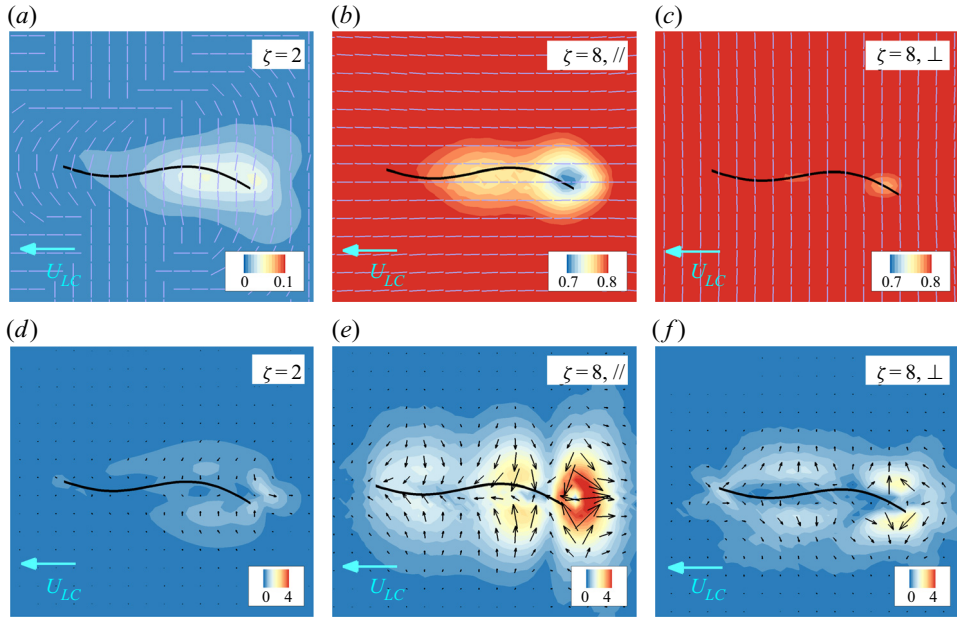 (a)
(b)
(c)
ζ = 2
ζ = 8, //
ζ = 8, ⊥
U_LC
0 0.1
U_LC
0.7 0.8
U_LC
0.7 0.8
(d)
(e)
(f)
ζ = 2
ζ = 8, //
ζ = 8, ⊥
U_LC
0 4
U_LC
0 4
U_LC
0 4